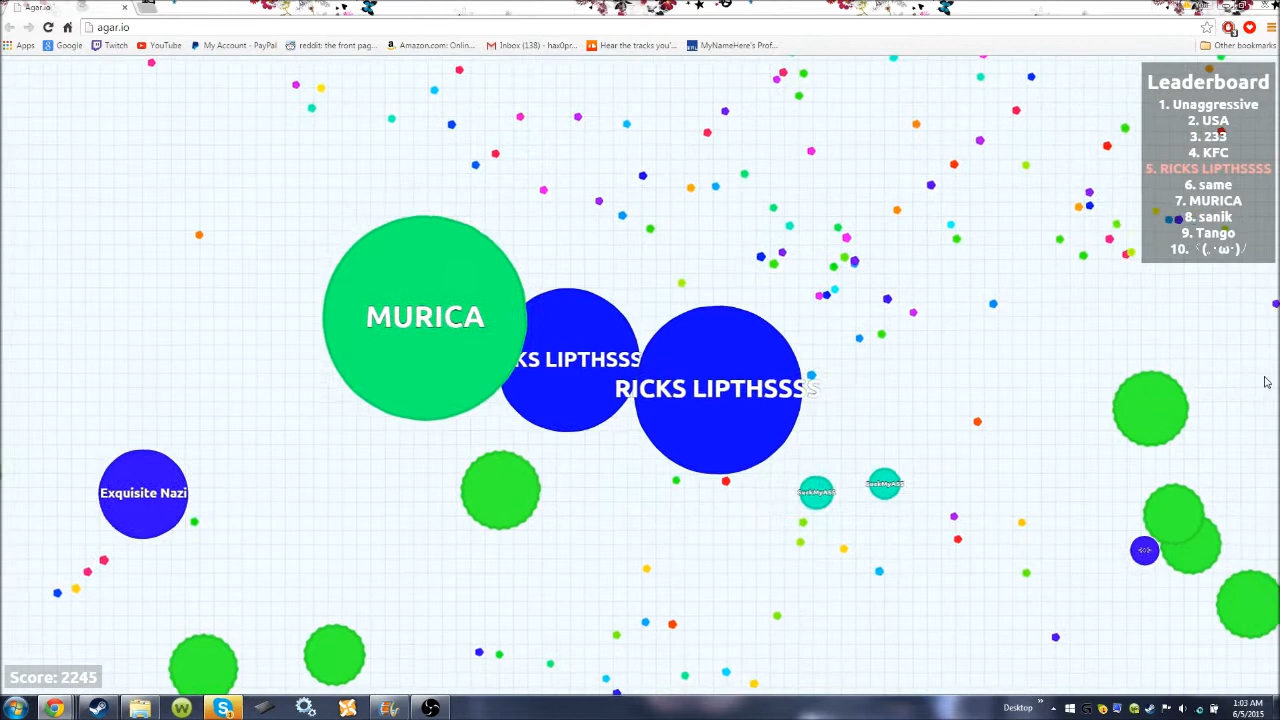 Agar.io
agar.io
Apps Google Twitch YouTube My Account - PayPal reddit: the front pag... Amazon.com: Onlin... Inbox (138) - hax0pr... Hear the tracks you'... MyNameHere's Prof... Other bookmarks
Leaderboard
1. Unaggressive
2. USA
3. 233
4. KFC
5. RICKS LIPTHSSSS
6. same
7. MURICA
8. sanik
9. Tango
MURICA
KS LIPTHSSS
RICKS LIPTHSSSS
Exquisite Nazi
SuckMyASS
SuckMyASS
Score: 2245
Desktop
1:03 AM
6/5/2015